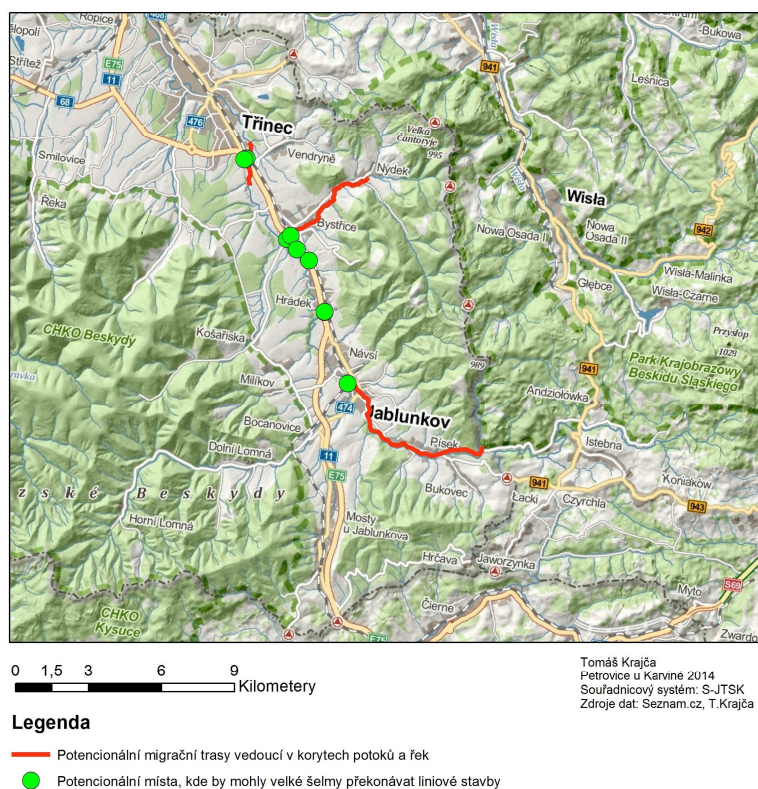 Ropice
468
E75
11
Střítež
68
Třinec
476
Smilovice
Řeka
Vendryně
Nýdek
Velká
Čantoryje
995
Bystřice
Hrádek
Košařiska
CHKO Beskydy
Milíkov
Návsí
Bocanovice
Dolní Lomná
474
Jablunkov
Písek
Bukovec
11
E75
z s k é B e s k y d y
Horní Lomná
Mosty
u Jablunkova
CHKO
Kysuce
Hrčava
Čierne
E75
Wisła
941
-Bukowa
Leśnica
Wisła
Wisła
Nowa Osada I
Nowa
Osada II
942
Wisła-Malinka
Głębce
Wisła-Czarne
Przysłop
1029
Park Krajobrazowy
Beskidu Śląskiego
989
941
Andziołówka
Istebna
Koniaków
Łacki
941
Czyrchla
943
Jaworzynka
Myto
S69
Zwardo
0 1,5 3 6 9
Kilometery
Tomáš Krajča
Petrovice u Karviné 2014
Souřadnicový systém: S-JTSK
Zdroje dat: Seznam.cz, T.Krajča
Legenda
Potencionální migrační trasy vedoucí v korytech potoků a řek
Potencionální místa, kde by mohly velké šelmy překonávat liniové stavby